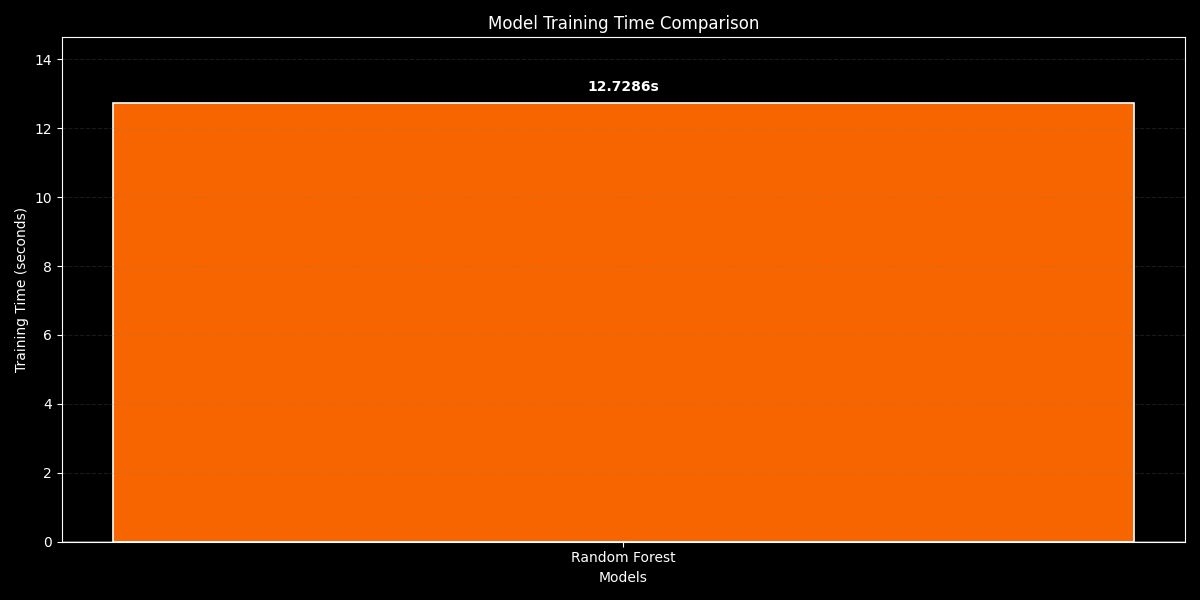 Model Training Time Comparison
14
12.7286s
12
10
8
6
4
2
0
Training Time (seconds)
Random Forest
Models